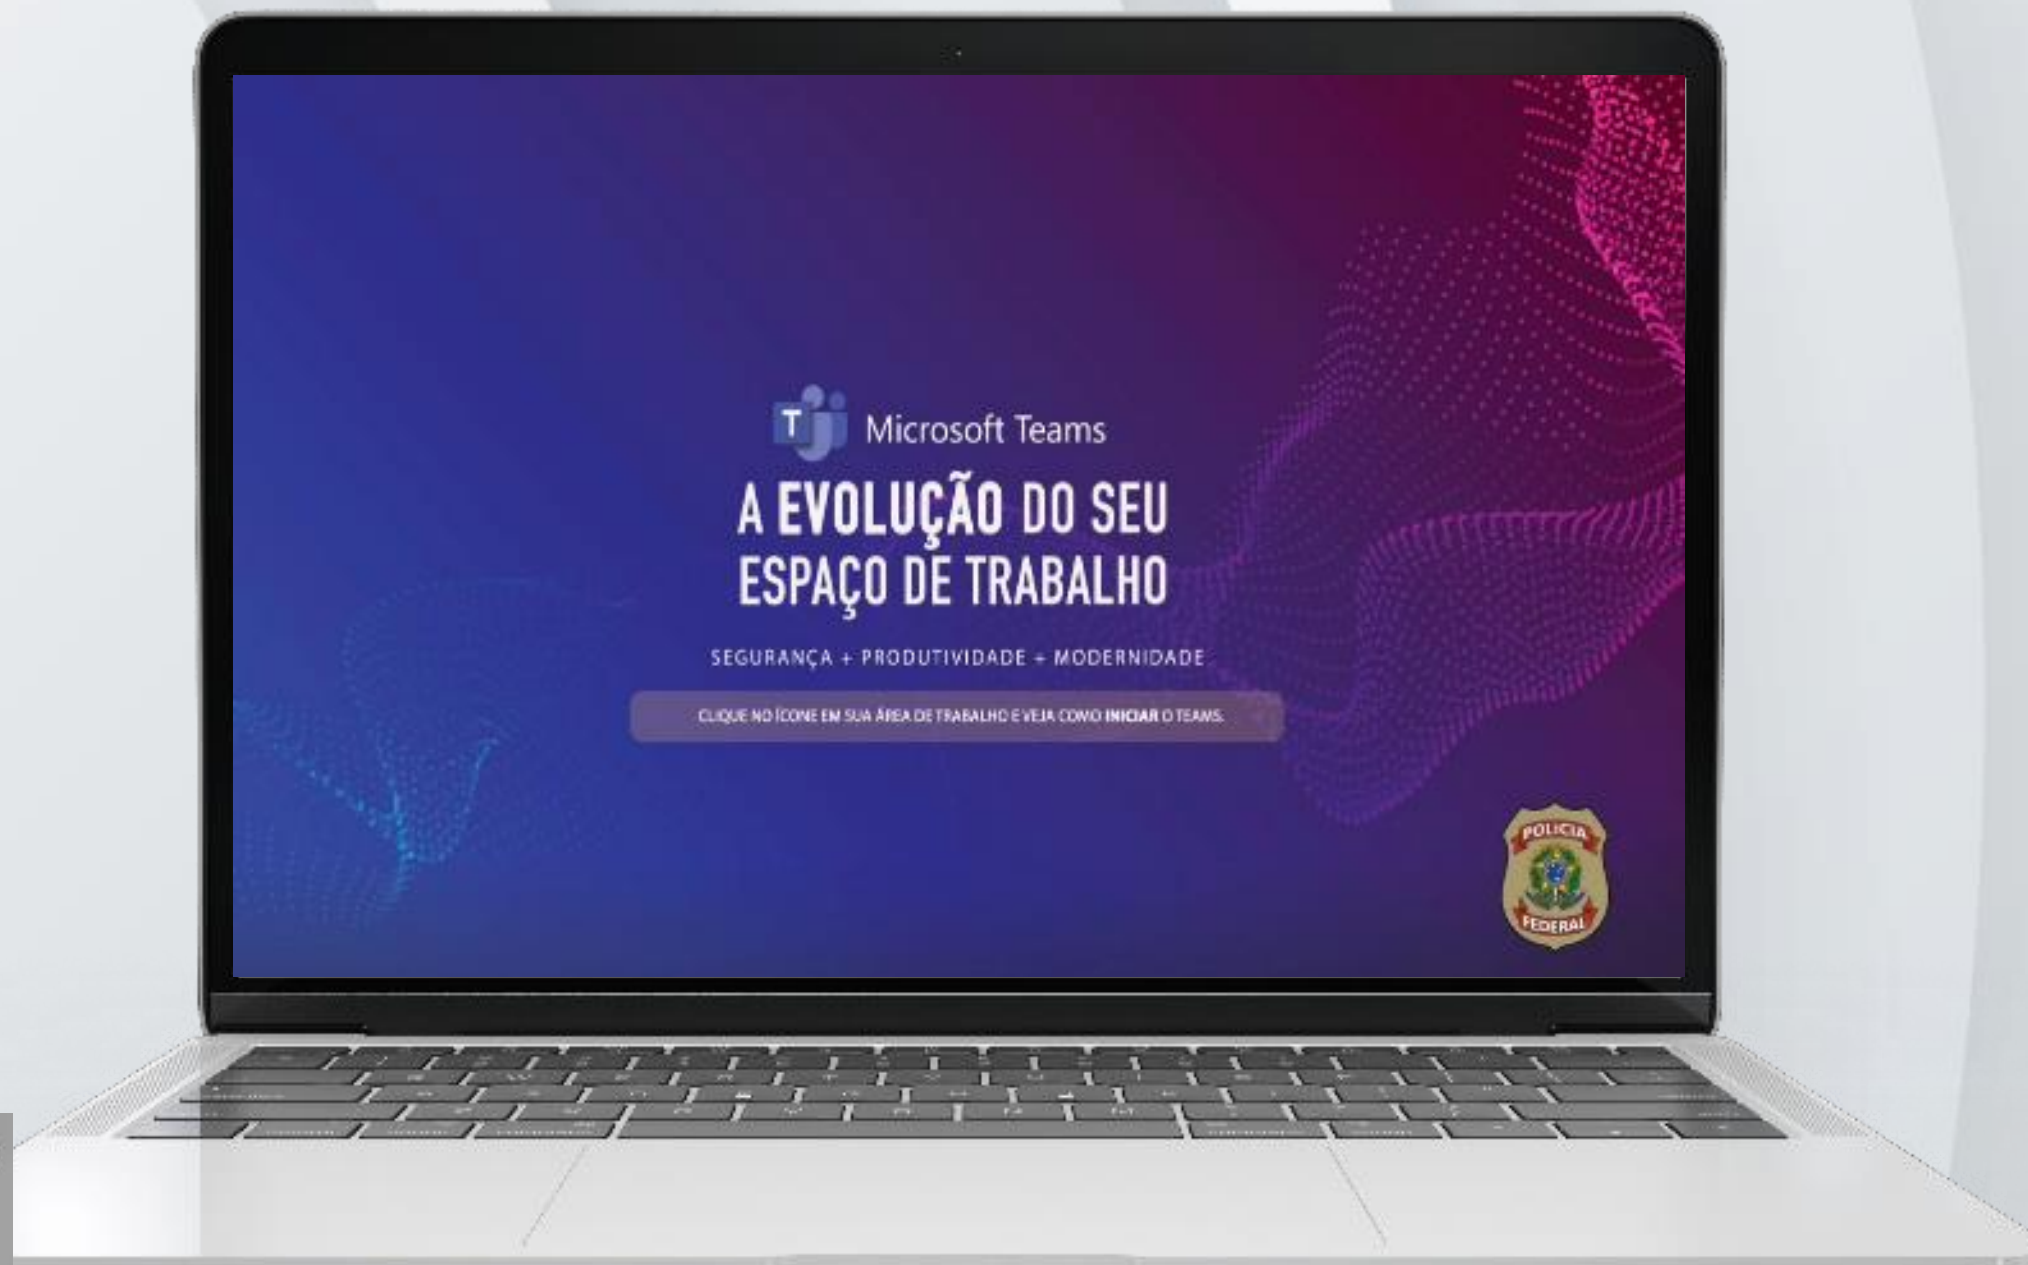 T
Microsoft Teams
A EVOLUÇÃO DO SEU
ESPAÇO DE TRABALHO
SEGURANÇA + PRODUTIVIDADE + MODERNIDADE
CLIQUE NO ÍCONE EM SUA ÁREA DE TRABALHO E VEJA COMO INICIAR O TEAMS.
POLICIA
FEDERAL